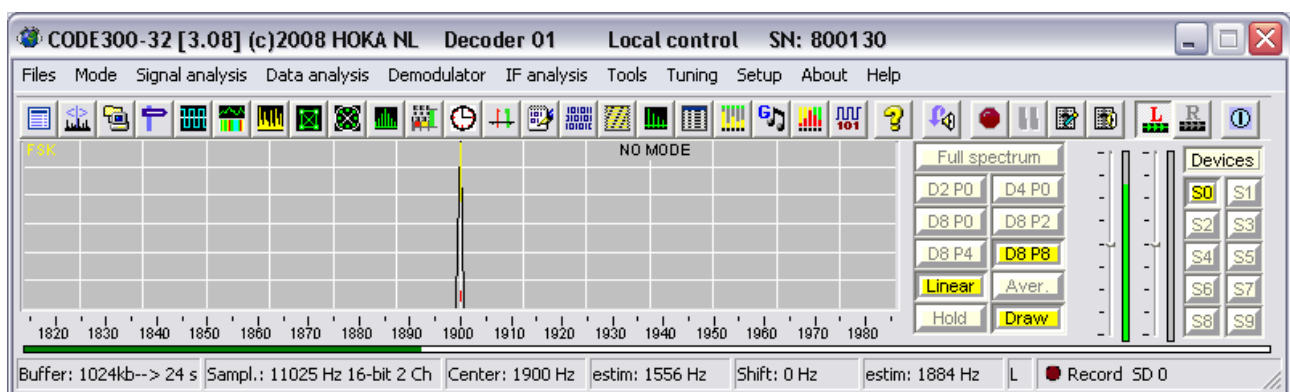 CODE300-32 [3.08] (c)2008 HOKA NL Decoder 01 Local control SN: 800130
Files Mode Signal analysis Data analysis Demodulator IF analysis Tools Tuning Setup About Help
G 101 L R
FSK NO MODE Full spectrum Devices
D2 P0 D4 P0 S0 S1
D8 P0 D8 P2 S2 S3
D8 P4 D8 P8 S4 S5
Linear Aver. S6 S7
Hold Draw S8 S9
1820 1830 1840 1850 1860 1870 1880 1890 1900 1910 1920 1930 1940 1950 1960 1970 1980
Buffer: 1024kb--> 24 s Sampl.: 11025 Hz 16-bit 2 Ch Center: 1900 Hz estim: 1556 Hz Shift: 0 Hz estim: 1884 Hz L Record SD 0